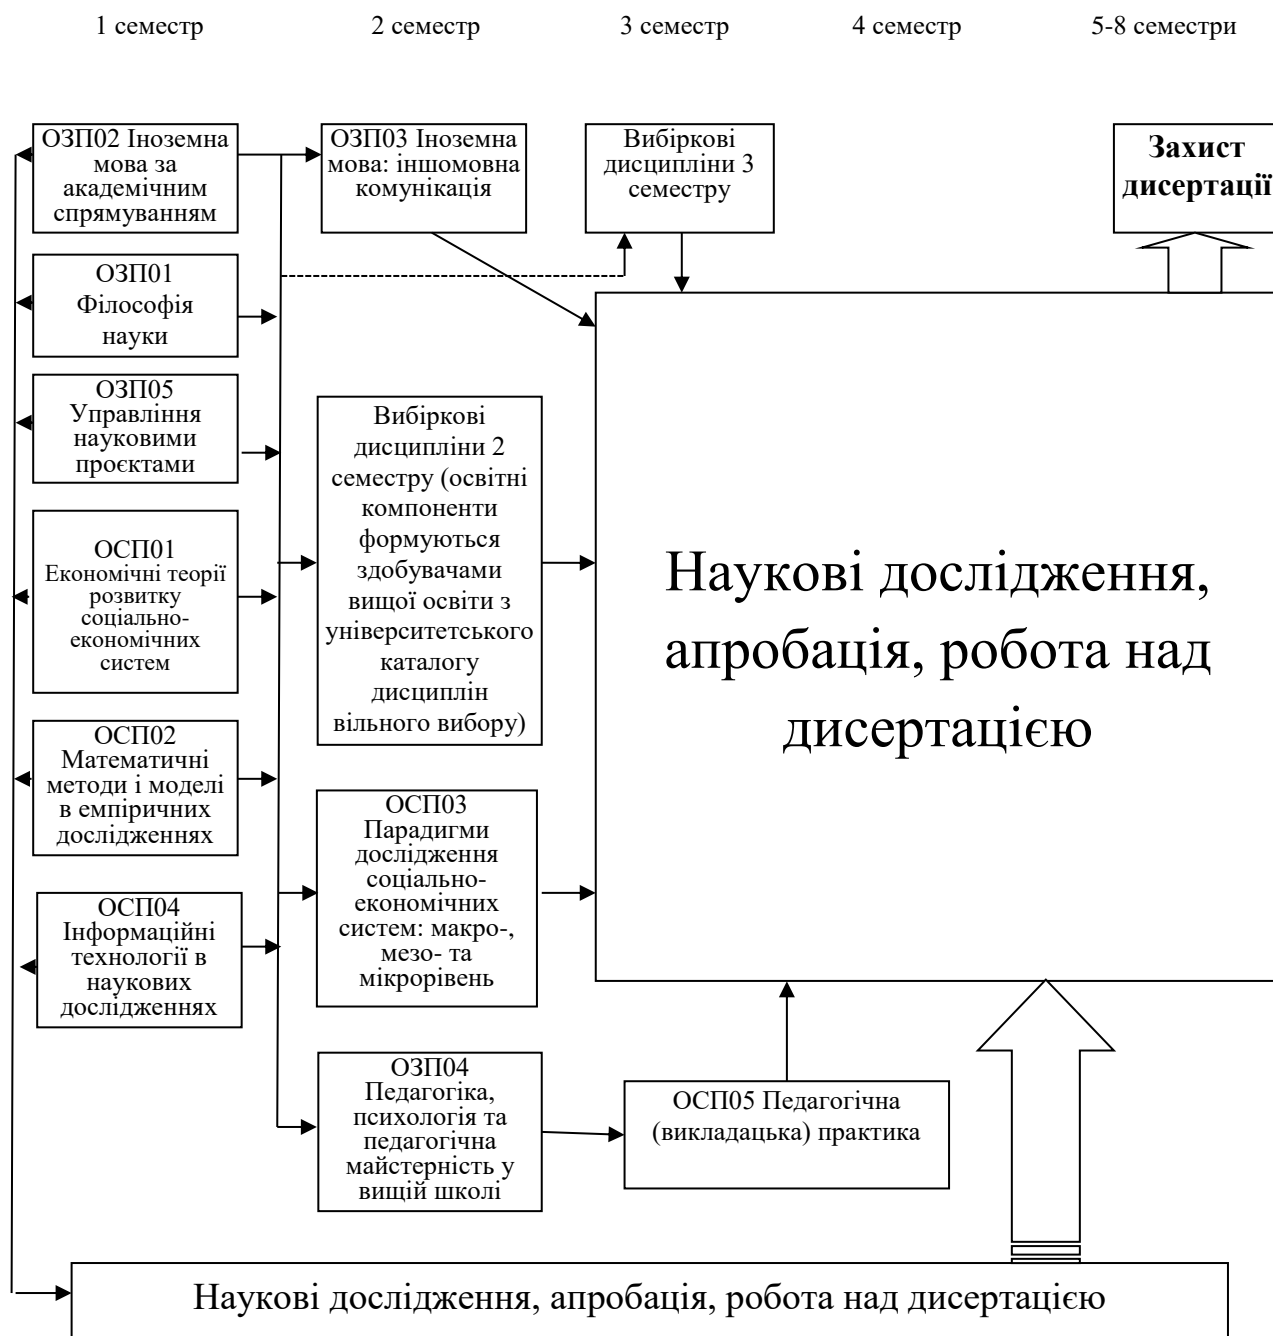 1 семестр
2 семестр
3 семестр
4 семестр
5-8 семестри
ОЗП02 Іноземна
мова за
академічним
спрямуванням
ОЗП03 Іноземна
мова: іншомовна
комунікація
Вибіркові
дисципліни 3
семестру
Захист
дисертації
ОЗП01
Філософія
науки
ОЗП05
Управління
науковими
проєктами
ОСП01
Економічні теорії
розвитку
соціально-
економічних
систем
ОСП02
Математичні
методи і моделі
в емпіричних
дослідженнях
ОСП04
Інформаційні
технології в
наукових
дослідженнях
Вибіркові
дисципліни 2
семестру (освітні
компоненти
формуються
здобувачами
вищої освіти з
університетського
каталогу
дисциплін
вільного вибору)
ОСП03
Парадигми
дослідження
соціально-
економічних
систем: макро-,
мезо- та
мікрорівень
ОЗП04
Педагогіка,
психологія та
педагогічна
майстерність у
вищій школі
Наукові дослідження,
апробація, робота над
дисертацією
ОСП05 Педагогічна
(викладацька) практика
Наукові дослідження, апробація, робота над дисертацією